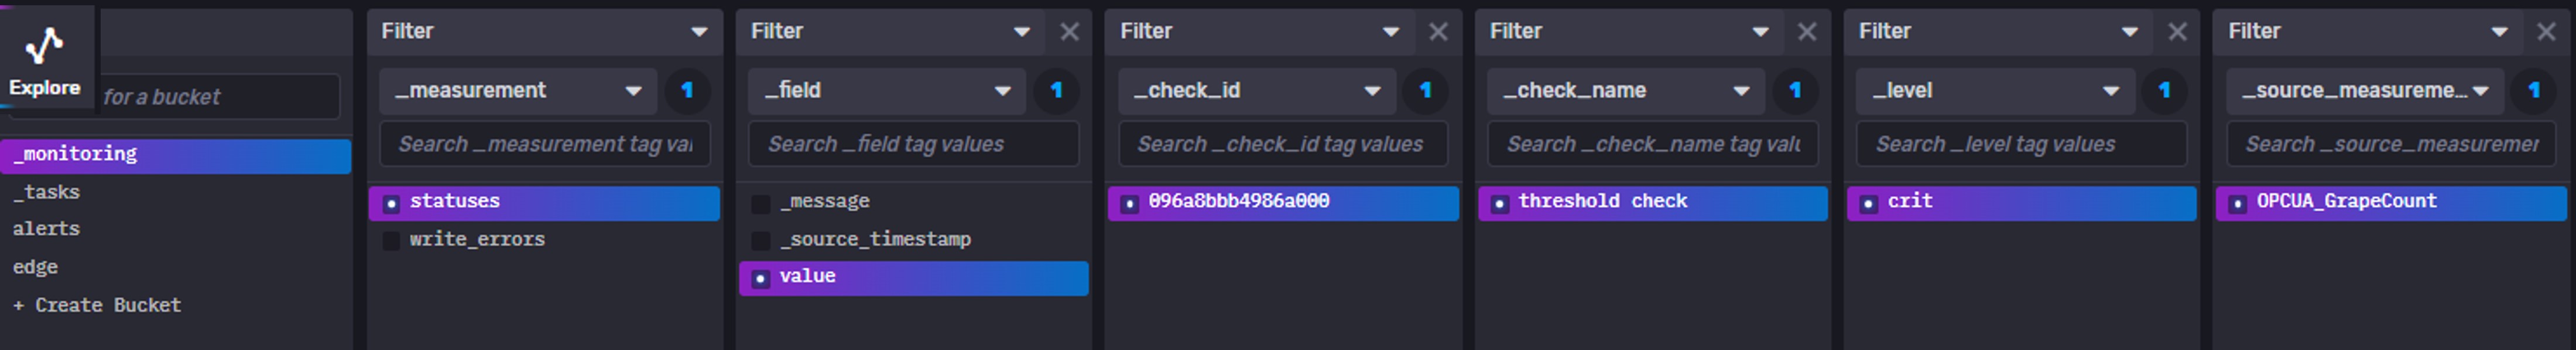 Explore
for a bucket
_monitoring
_tasks
alerts
edge
+ Create Bucket
Filter
_measurement
1
Search _measurement tag val
statuses
write_errors
Filter
_field
1
Search _field tag values
_message
_source_timestamp
value
Filter
_check_id
1
Search _check_id tag values
096a8bbb4986a000
Filter
_check_name
1
Search _check_name tag valu
threshold check
Filter
_level
1
Search _level tag values
crit
Filter
_source_measureme...
1
Search _source_measuremen
OPCUA_GrapeCount